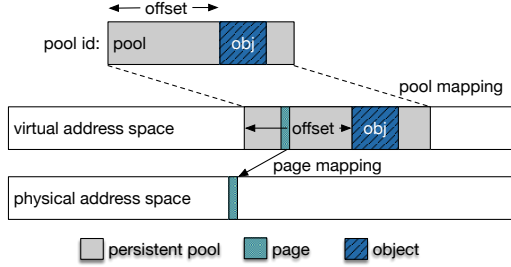 offset
pool id: pool obj
pool mapping
virtual address space offset obj
page mapping
physical address space
persistent pool page object